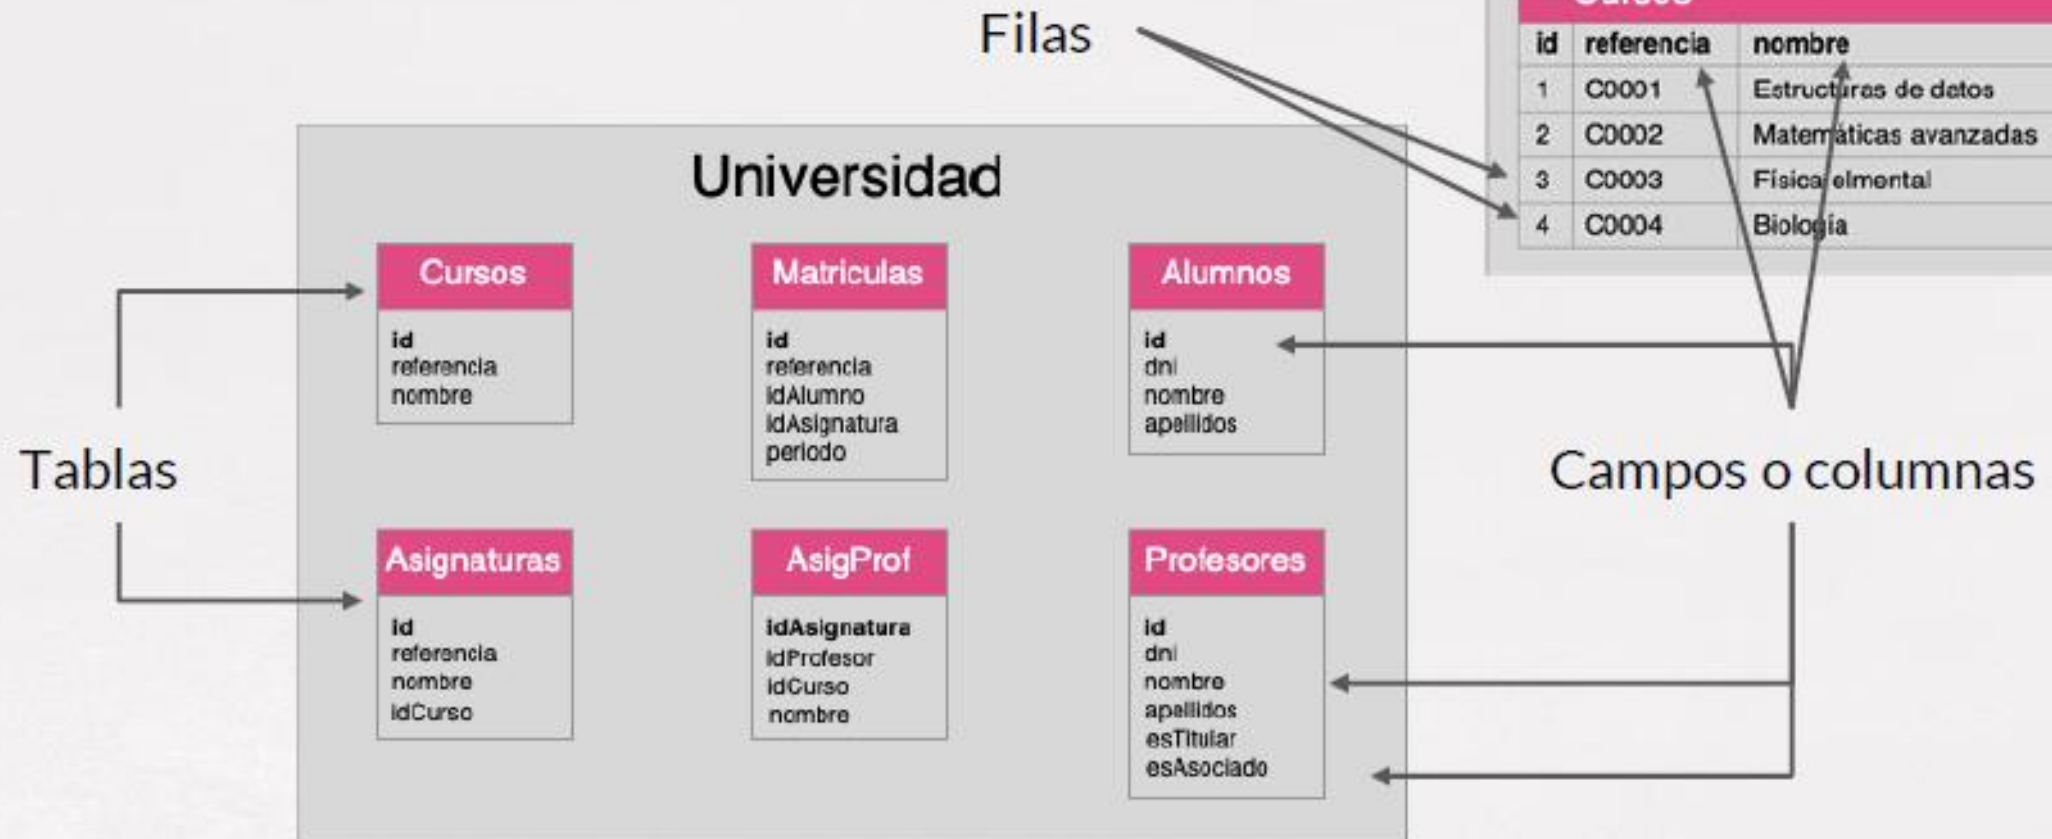 Filas
Cursos
id referencia nombre
1 C0001 Estructuras de datos
2 C0002 Matemáticas avanzadas
3 C0003 Física elmental
4 C0004 Biología
Universidad
Cursos
id
referencia
nombre
Matriculas
id
referencia
idAlumno
idAsignatura
periodo
Alumnos
id
dni
nombre
apellidos
Tablas
Campos o columnas
Asignaturas
id
referencia
nombre
idCurso
AsigProf
idAsignatura
idProfesor
idCurso
nombre
Profesores
id
dni
nombre
apellidos
esTitular
esAsociado